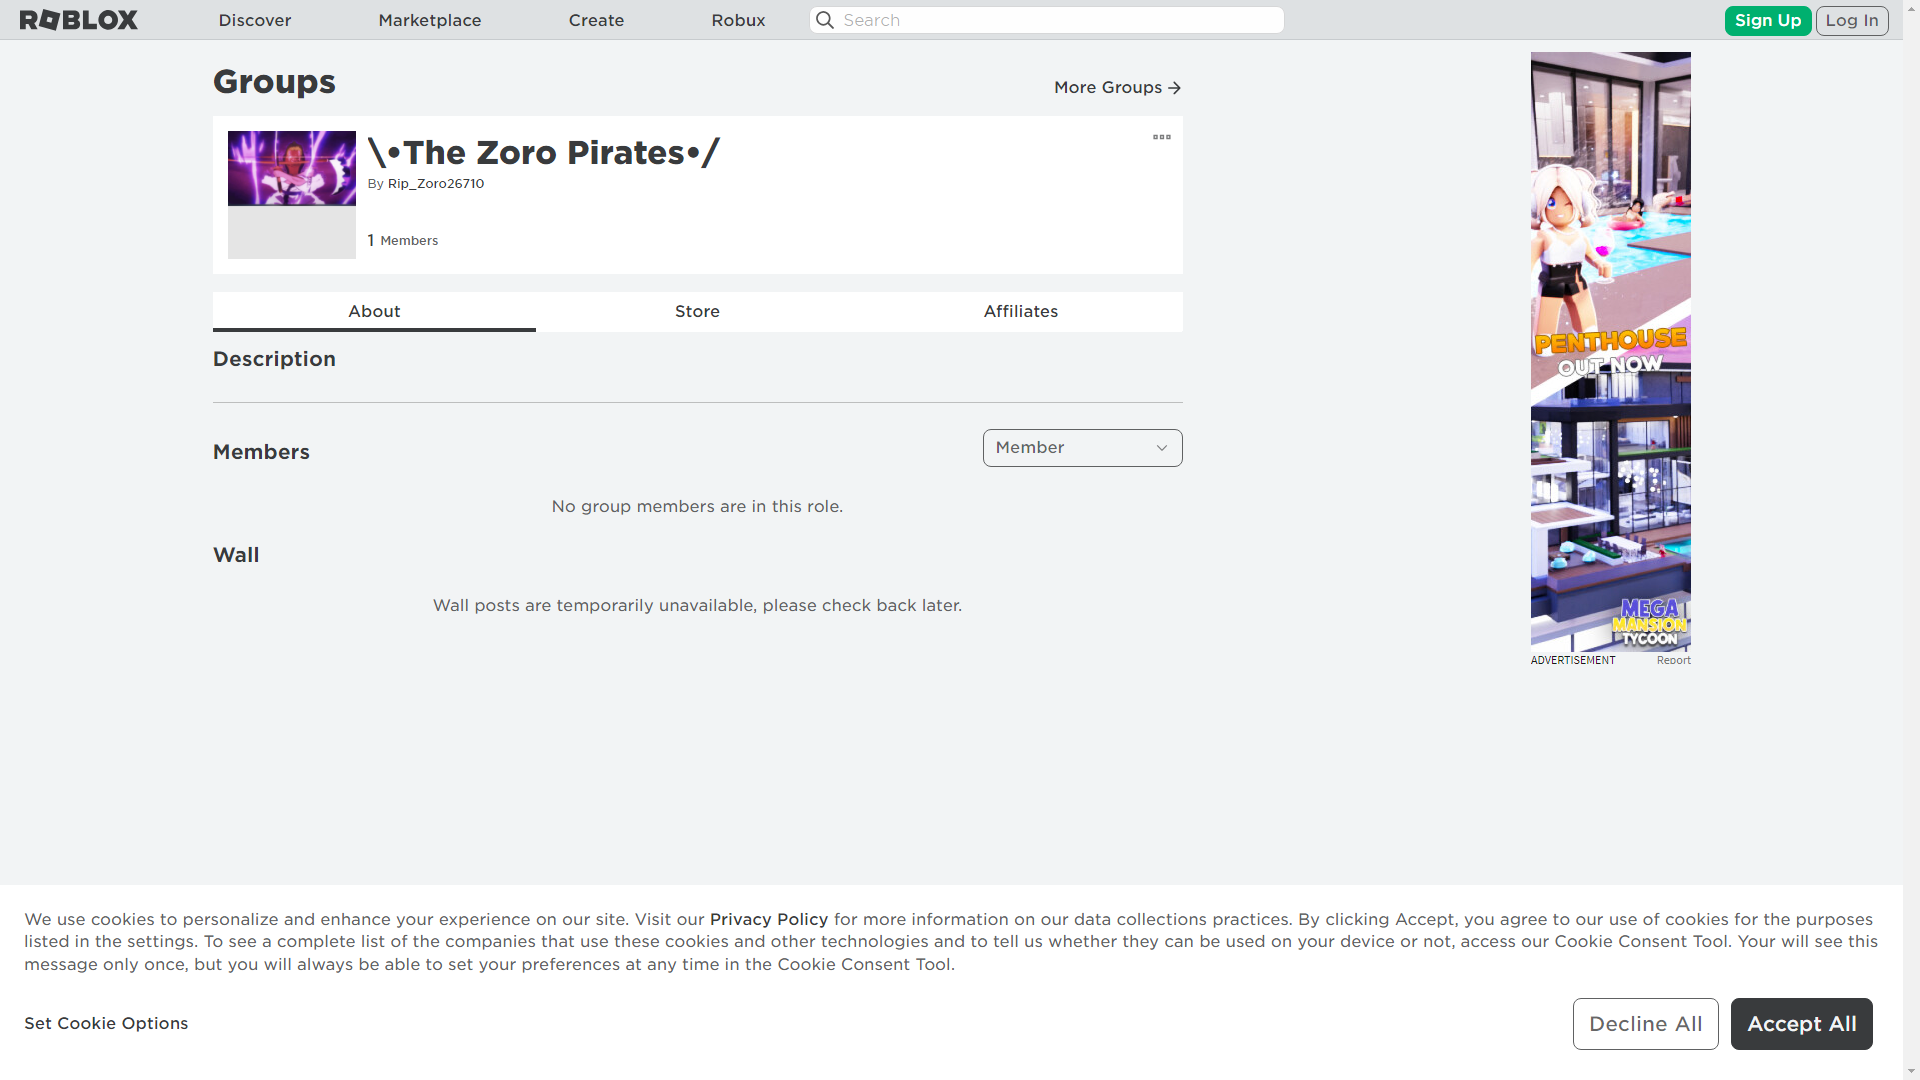 ROBLOX
Discover
Marketplace
Create
Robux
Search
Sign Up
Log In
Groups
More Groups
\•The Zoro Pirates•/
By Rip_Zoro26710
1 Members
About
Store
Affiliates
Description
Members
Member
No group members are in this role.
Wall
Wall posts are temporarily unavailable, please check back later.
PENTHOUSE
OUT NOW
MEGA
MANSION
TYCOON
ADVERTISEMENT
Report
We use cookies to personalize and enhance your experience on our site. Visit our Privacy Policy for more information on our data collections practices. By clicking Accept, you agree to our use of cookies for the purposes
listed in the settings. To see a complete list of the companies that use these cookies and other technologies and to tell us whether they can be used on your device or not, access our Cookie Consent Tool. Your will see this
message only once, but you will always be able to set your preferences at any time in the Cookie Consent Tool.
Set Cookie Options
Decline All
Accept All